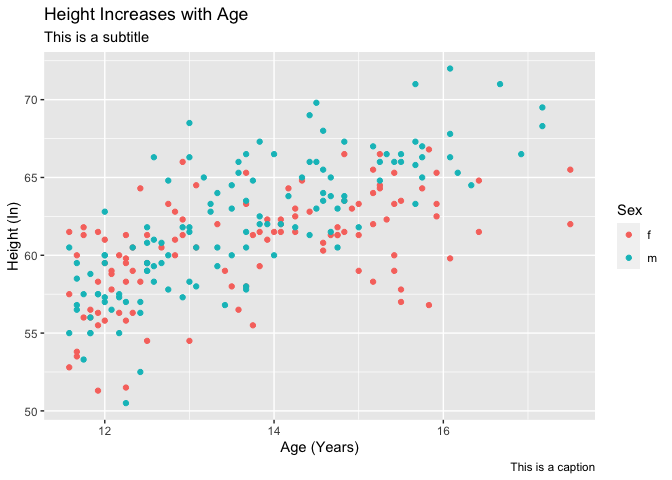 Height Increases with Age
This is a subtitle
70
65
60
55
50
Height (In)
12
14
16
Age (Years)
Sex
f
m
This is a caption